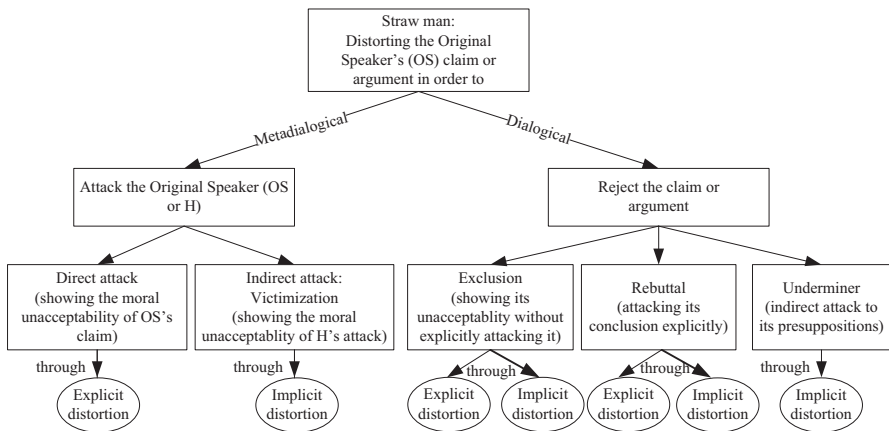 Straw man:
Distorting the Original
Speaker's (OS) claim or
argument in order to
Metadialogical
Dialogical
Attack the Original Speaker (OS
or H)
Reject the claim or
argument
Direct attack
(showing the moral
unacceptability of OS's
claim)
Indirect attack:
Victimization
(showing the moral
unacceptablity of H's attack)
Exclusion
(showing its
unacceptablity without
explicitly attacking it)
Rebuttal
(attacking its
conclusion explicitly)
Underminer
(indirect attack to
its presuppositions)
through
through
through
through
through
Explicit
distortion
Implicit
distortion
Explicit
distortion
Implicit
distortion
Explicit
distortion
Implicit
distortion
Implicit
distortion